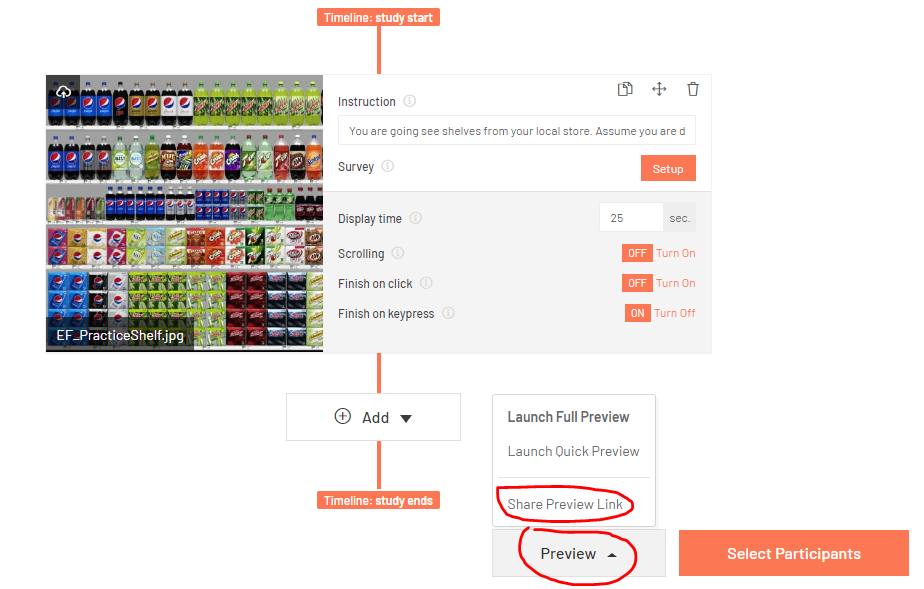 Timeline: study start
Instruction
You are going see shelves from your local store. Assume you are d
Survey
Setup
Display time
25 sec.
Scrolling
OFF Turn On
Finish on click
OFF Turn On
Finish on keypress
ON Turn Off
EF_PracticeShelf.jpg
Add
Launch Full Preview
Launch Quick Preview
Timeline: study ends
Share Preview Link
Preview
Select Participants